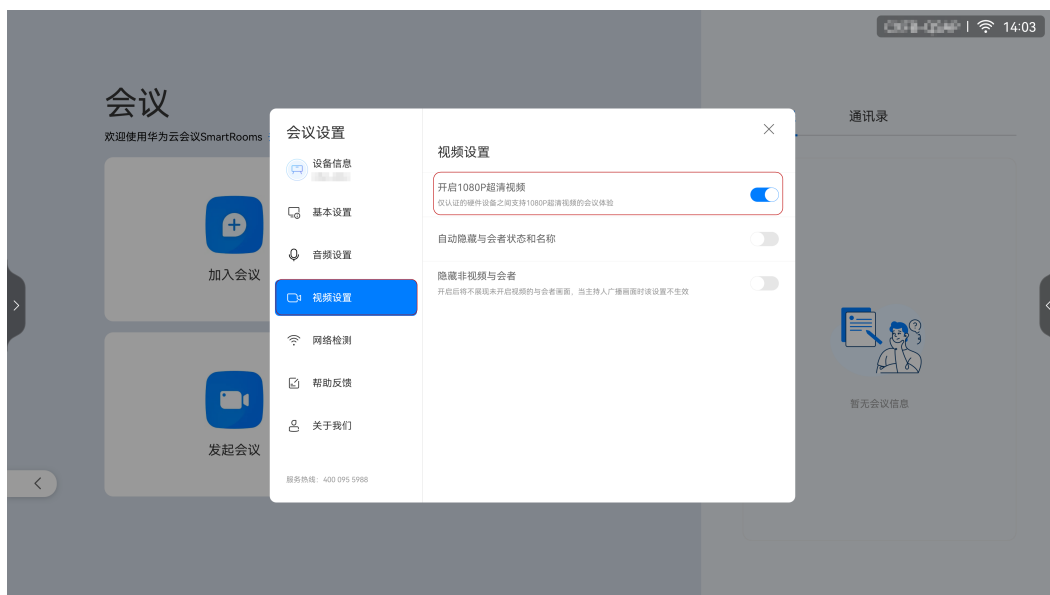 14:03
会议
欢迎使用华为云会议SmartRooms
通讯录
加入会议
发起会议
暂无会议信息
会议设置
设备信息
基本设置
音频设置
视频设置
网络检测
帮助反馈
关于我们
服务热线：400 095 5988
视频设置
开启1080P超清视频
仅认证的硬件设备之间支持1080P超清视频的会议体验
自动隐藏与会者状态和名称
隐藏非视频与会者
开启后将不展现未开启视频的与会者画面，当主持人广播画面时该设置不生效